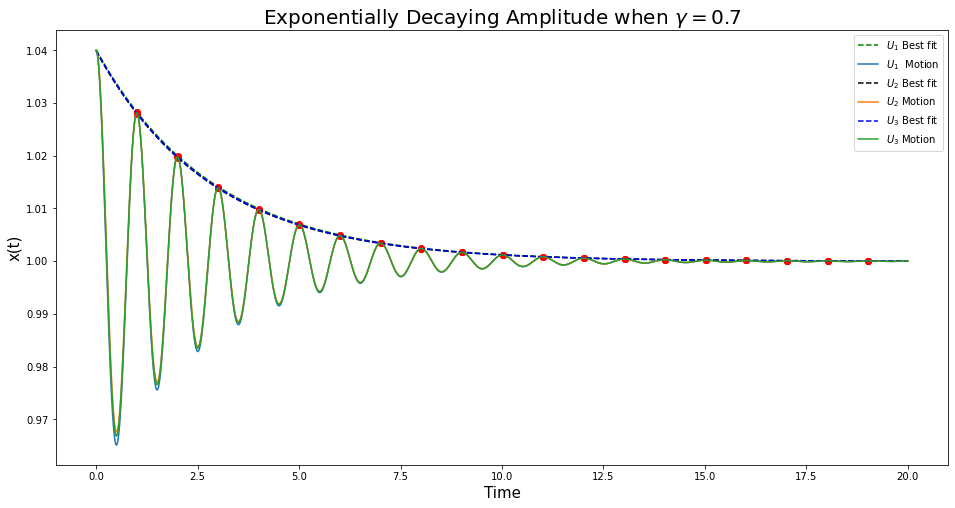 Exponentially Decaying Amplitude when γ = 0.7
U₁ Best fit
U₁ Motion
U₂ Best fit
U₂ Motion
U₃ Best fit
U₃ Motion
1.04
1.03
1.02
1.01
1.00
0.99
0.98
0.97
x(t)
0.0 2.5 5.0 7.5 10.0 12.5 15.0 17.5 20.0
Time